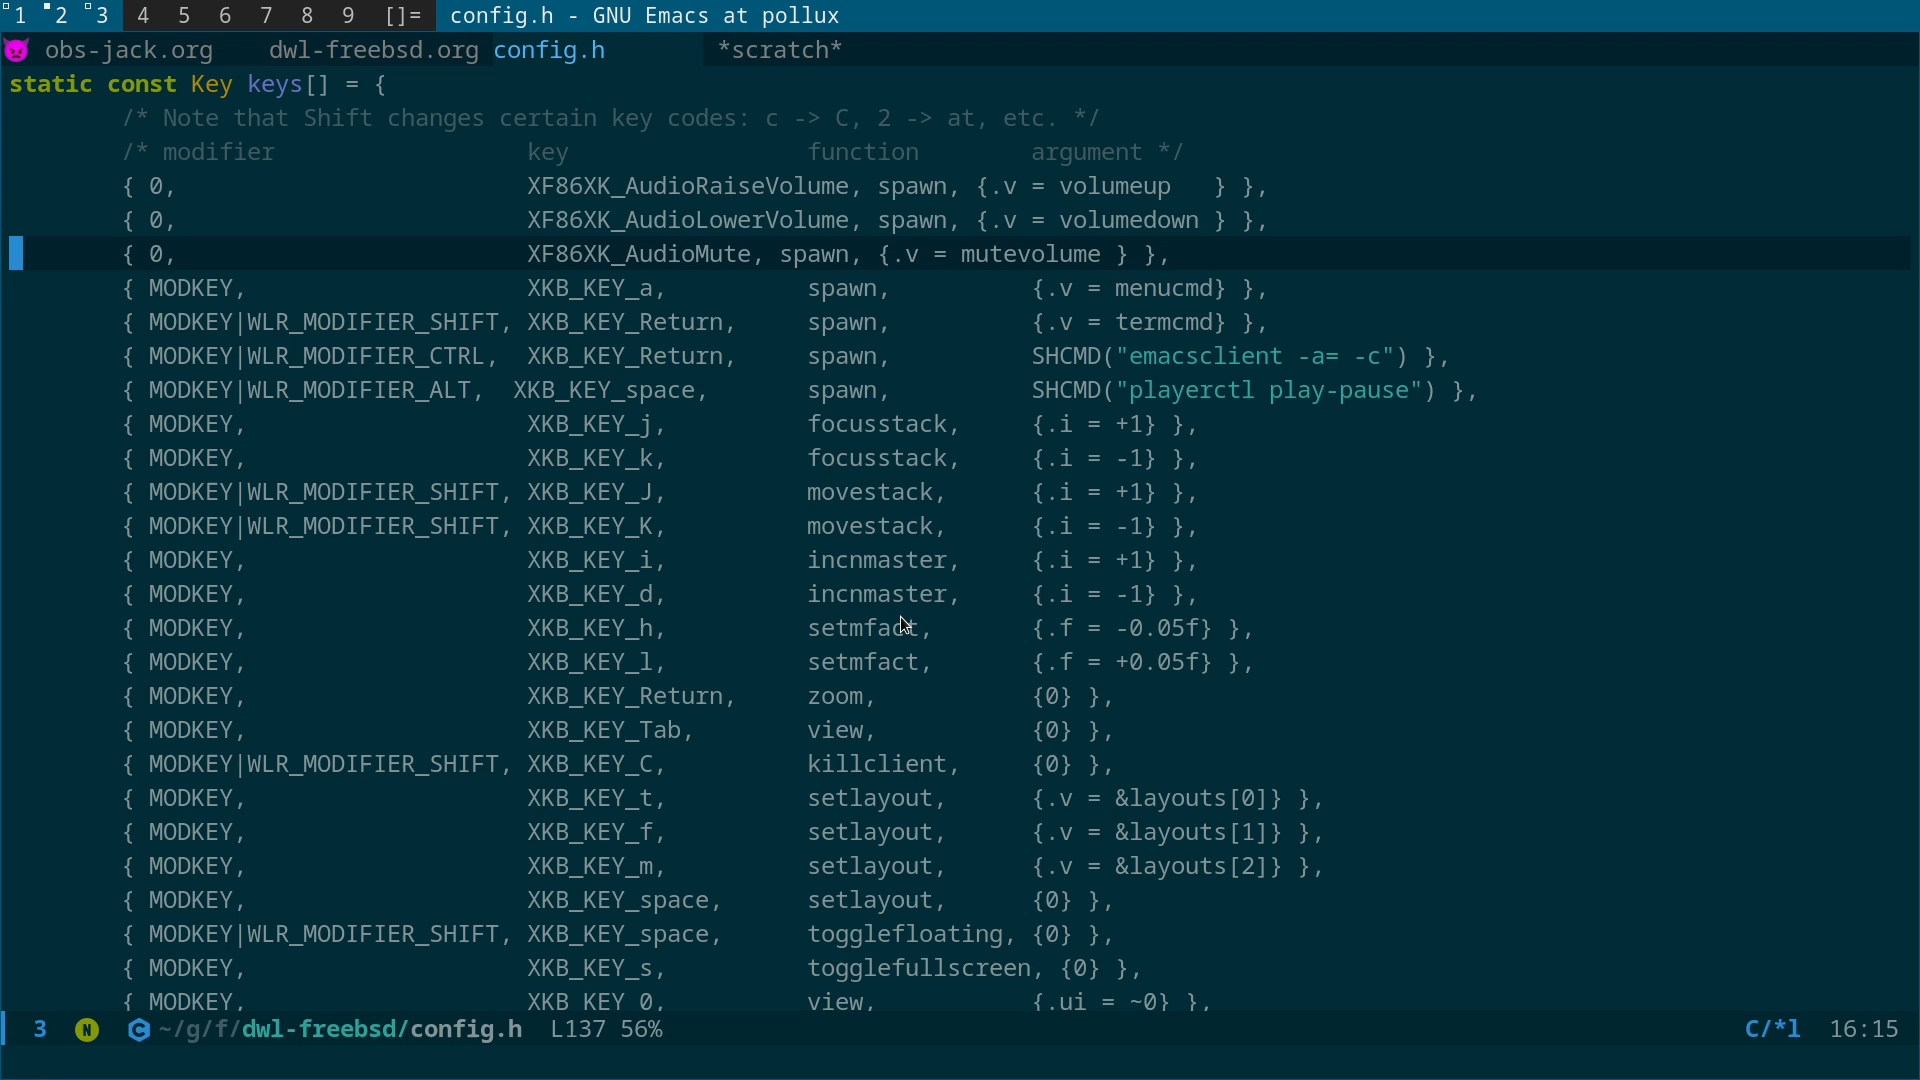 1 2 3 4 5 6 7 8 9 []= config.h - GNU Emacs at pollux
obs-jack.org dwl-freebsd.org config.h *scratch*
static const Key keys[] = {
/* Note that Shift changes certain key codes: c -> C, 2 -> at, etc. */
/* modifier key function argument */
{ 0, XF86XK_AudioRaiseVolume, spawn, {.v = volumeup } },
{ 0, XF86XK_AudioLowerVolume, spawn, {.v = volumedown } },
{ 0, XF86XK_AudioMute, spawn, {.v = mutevolume } },
{ MODKEY, XKB_KEY_a, spawn, {.v = menucmd} },
{ MODKEY|WLR_MODIFIER_SHIFT, XKB_KEY_Return, spawn, {.v = termcmd} },
{ MODKEY|WLR_MODIFIER_CTRL, XKB_KEY_Return, spawn, SHCMD("emacsclient -a= -c") },
{ MODKEY|WLR_MODIFIER_ALT, XKB_KEY_space, spawn, SHCMD("playerctl play-pause") },
{ MODKEY, XKB_KEY_j, focusstack, {.i = +1} },
{ MODKEY, XKB_KEY_k, focusstack, {.i = -1} },
{ MODKEY|WLR_MODIFIER_SHIFT, XKB_KEY_J, movestack, {.i = +1} },
{ MODKEY|WLR_MODIFIER_SHIFT, XKB_KEY_K, movestack, {.i = -1} },
{ MODKEY, XKB_KEY_i, incnmaster, {.i = +1} },
{ MODKEY, XKB_KEY_d, incnmaster, {.i = -1} },
{ MODKEY, XKB_KEY_h, setmfact, {.f = -0.05f} },
{ MODKEY, XKB_KEY_l, setmfact, {.f = +0.05f} },
{ MODKEY, XKB_KEY_Return, zoom, {0} },
{ MODKEY, XKB_KEY_Tab, view, {0} },
{ MODKEY|WLR_MODIFIER_SHIFT, XKB_KEY_C, killclient, {0} },
{ MODKEY, XKB_KEY_t, setlayout, {.v = &layouts[0]} },
{ MODKEY, XKB_KEY_f, setlayout, {.v = &layouts[1]} },
{ MODKEY, XKB_KEY_m, setlayout, {.v = &layouts[2]} },
{ MODKEY, XKB_KEY_space, setlayout, {0} },
{ MODKEY|WLR_MODIFIER_SHIFT, XKB_KEY_space, togglefloating, {0} },
{ MODKEY, XKB_KEY_s, togglefullscreen, {0} },
{ MODKEY, XKB_KEY_0, view, {.ui = ~0} },
3 N C ~/g/f/dwl-freebsd/config.h L137 56% C/*l 16:15